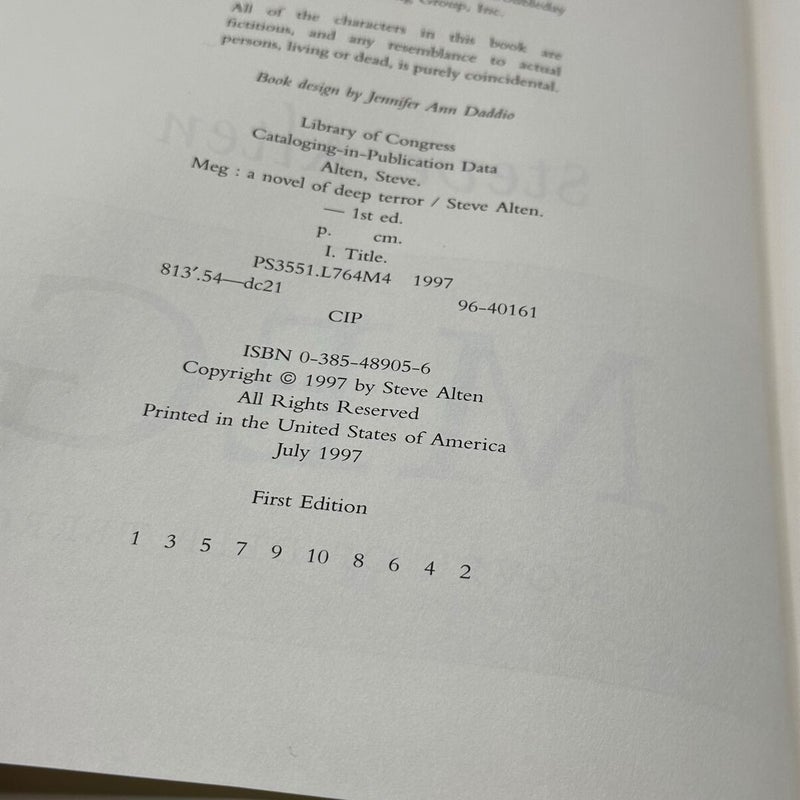 Doubleday
Group, Inc.
All of the characters in this book are
fictitious, and any resemblance to actual
persons, living or dead, is purely coincidental.
Book design by Jennifer Ann Daddio
Library of Congress
Cataloging-in-Publication Data
Alten, Steve.
Meg : a novel of deep terror / Steve Alten.
— 1st ed.
p. cm.
I. Title.
PS3551.L764M4 1997
813'.54—dc21 96-40161
CIP
ISBN 0-385-48905-6
Copyright © 1997 by Steve Alten
All Rights Reserved
Printed in the United States of America
July 1997
First Edition
1 3 5 7 9 10 8 6 4 2